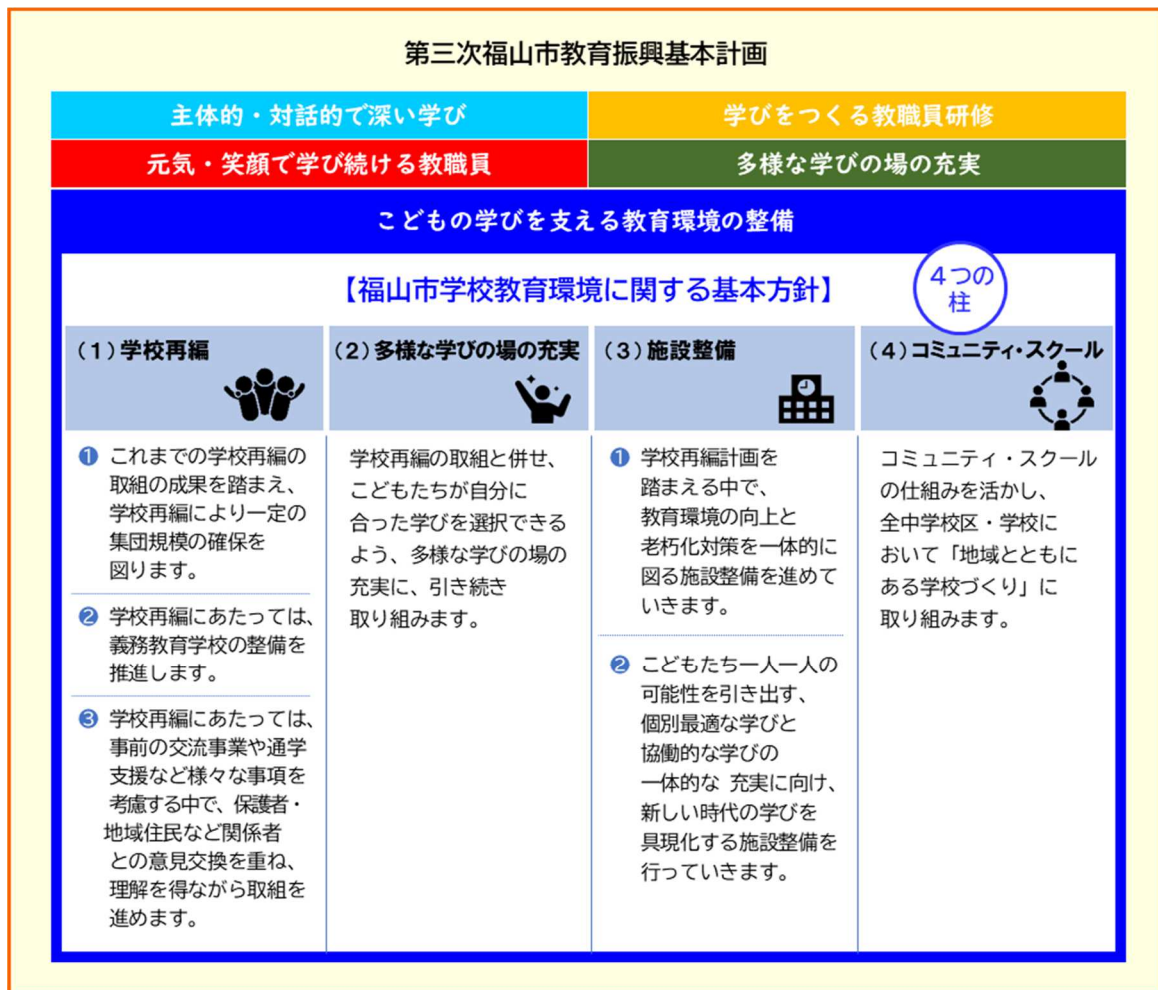 第三次福山市教育振興基本計画
主体的・対話的で深い学び
学びをつくる教職員研修
元気・笑顔で学び続ける教職員
多様な学びの場の充実
こどもの学びを支える教育環境の整備
【福山市学校教育環境に関する基本方針】
4つの
柱
(1)学校再編
❶ これまでの学校再編の
取組の成果を踏まえ、
学校再編により一定の
集団規模の確保を
図ります。
❷ 学校再編にあたっては、
義務教育学校の整備を
推進します。
❸ 学校再編にあたっては、
事前の交流事業や通学
支援など様々な事項を
考慮する中で、保護者・
地域住民など関係者
との意見交換を重ね、
理解を得ながら取組を
進めます。
(2)多様な学びの場の充実
学校再編の取組と併せ、
こどもたちが自分に
合った学びを選択できる
よう、多様な学びの場の
充実に、引き続き
取り組みます。
(3)施設整備
❶ 学校再編計画を
踏まえる中で、
教育環境の向上と
老朽化対策を一体的に
図る施設整備を進めて
いきます。
❷ こどもたち一人一人の
可能性を引き出す、
個別最適な学びと
協働的な学びの
一体的な 充実に向け、
新しい時代の学びを
具現化する施設整備を
行っていきます。
(4)コミュニティ・スクール
コミュニティ・スクール
の仕組みを活かし、
全中学校区・学校に
おいて「地域とともに
ある学校づくり」に
取り組みます。